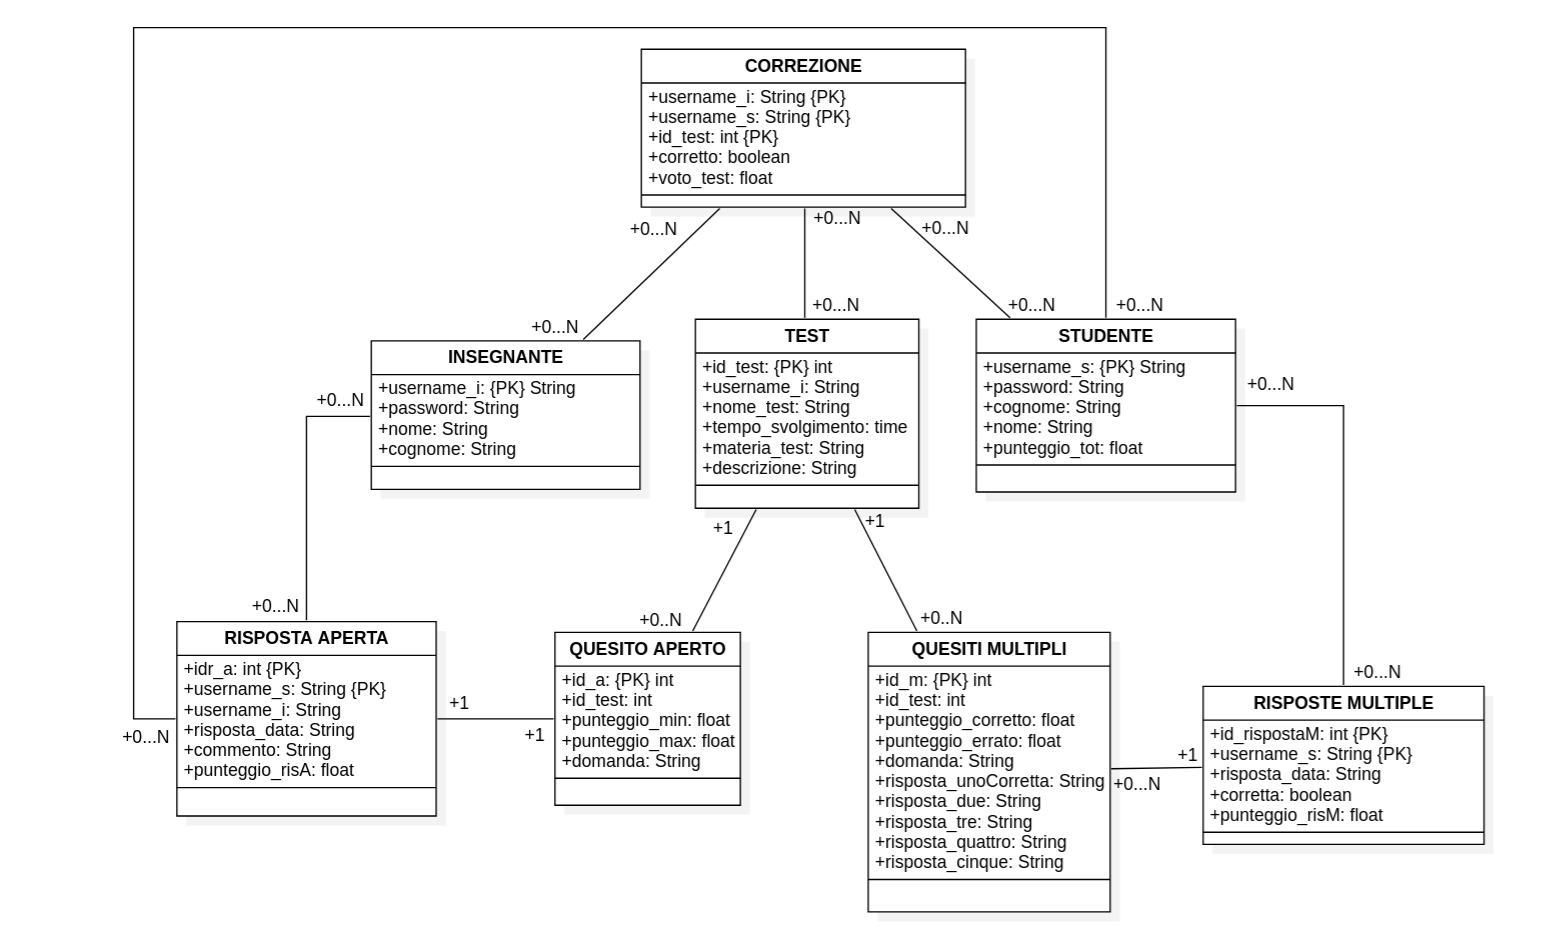 CORREZIONE
+username_i: String {PK}
+username_s: String {PK}
+id_test: int {PK}
+corretto: boolean
+voto_test: float
+0...N
+0...N
+0...N
+0...N
+0...N
+0...N
+0...N
INSEGNANTE
+username_i: {PK} String
+password: String
+nome: String
+cognome: String
TEST
+id_test: {PK} int
+username_i: String
+nome_test: String
+tempo_svolgimento: time
+materia_test: String
+descrizione: String
STUDENTE
+username_s: {PK} String
+password: String
+cognome: String
+nome: String
+punteggio_tot: float
+0...N
+0...N
+1
+1
+0...N
+0..N
+0..N
+0...N
RISPOSTA APERTA
+idr_a: int {PK}
+username_s: String {PK}
+username_i: String
+risposta_data: String
+commento: String
+punteggio_risA: float
+0...N
+1
+1
QUESITO APERTO
+id_a: {PK} int
+id_test: int
+punteggio_min: float
+punteggio_max: float
+domanda: String
QUESITI MULTIPLI
+id_m: {PK} int
+id_test: int
+punteggio_corretto: float
+punteggio_errato: float
+domanda: String
+risposta_unoCorretta: String
+risposta_due: String
+risposta_tre: String
+risposta_quattro: String
+risposta_cinque: String
+1
+0...N
RISPOSTE MULTIPLE
+id_rispostaM: int {PK}
+username_s: String {PK}
+risposta_data: String
+corretta: boolean
+punteggio_risM: float